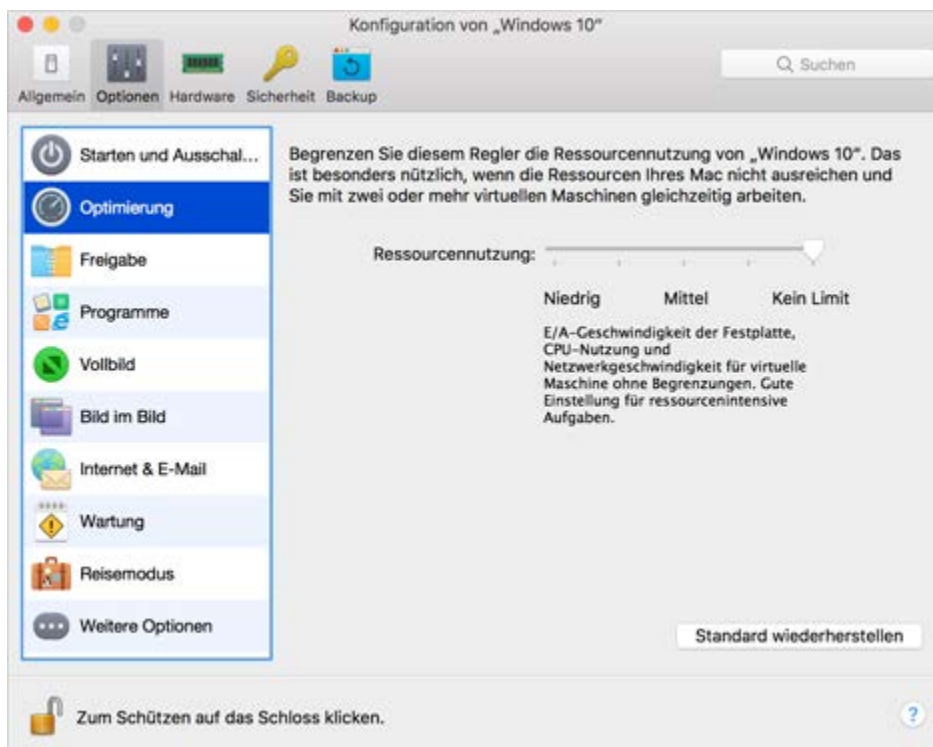 Konfiguration von „Windows 10“
Allgemein Optionen Hardware Sicherheit Backup
Suchen
Starten und Ausschal...
Optimierung
Freigabe
Programme
Vollbild
Bild im Bild
Internet & E-Mail
Wartung
Reisemodus
Weitere Optionen
Begrenzen Sie diesem Regler die Ressourcennutzung von „Windows 10“. Das
ist besonders nützlich, wenn die Ressourcen Ihres Mac nicht ausreichen und
Sie mit zwei oder mehr virtuellen Maschinen gleichzeitig arbeiten.
Ressourcennutzung:
Niedrig Mittel Kein Limit
E/A-Geschwindigkeit der Festplatte,
CPU-Nutzung und
Netzwerkgeschwindigkeit für virtuelle
Maschine ohne Begrenzungen. Gute
Einstellung für ressourcenintensive
Aufgaben.
Standard wiederherstellen
Zum Schützen auf das Schloss klicken.
?